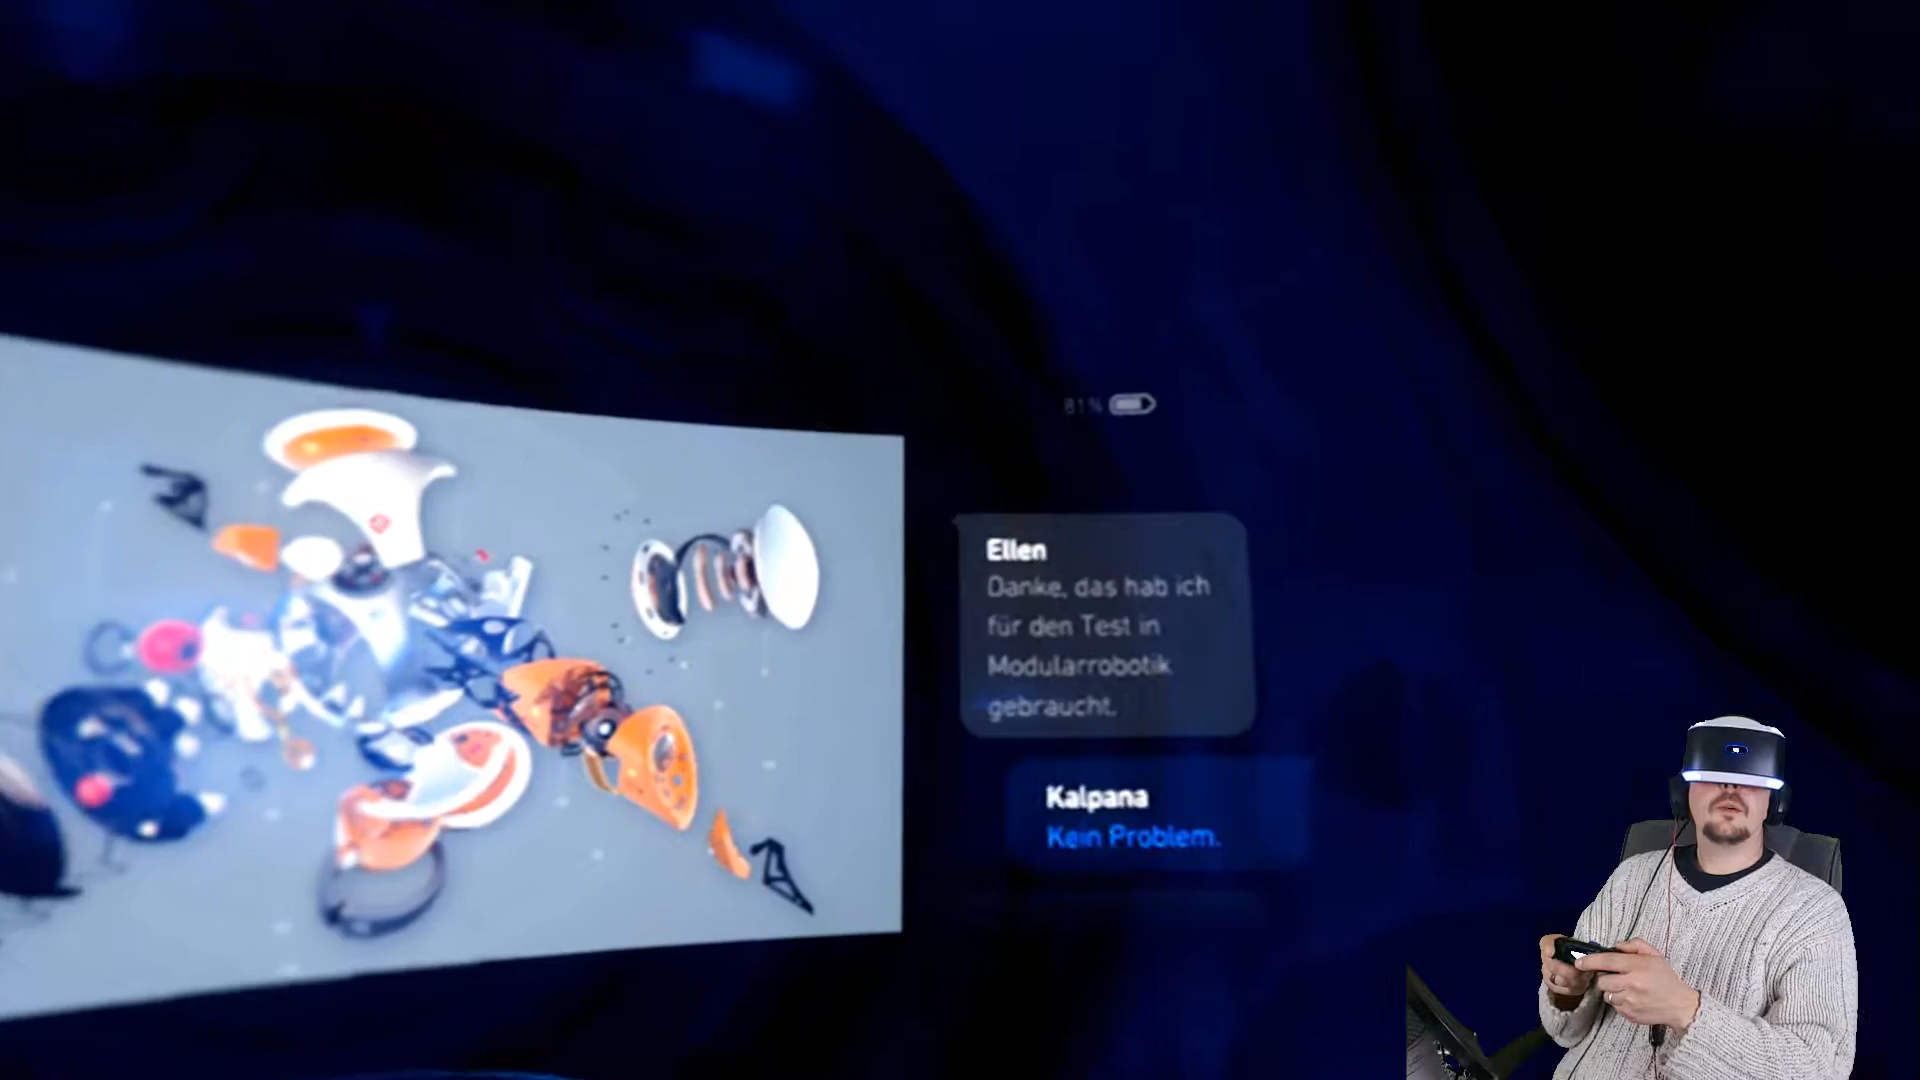 81%
Ellen
Danke, das hab ich
für den Test in
Modularrobotik
gebraucht.
Kalpana
Kein Problem.